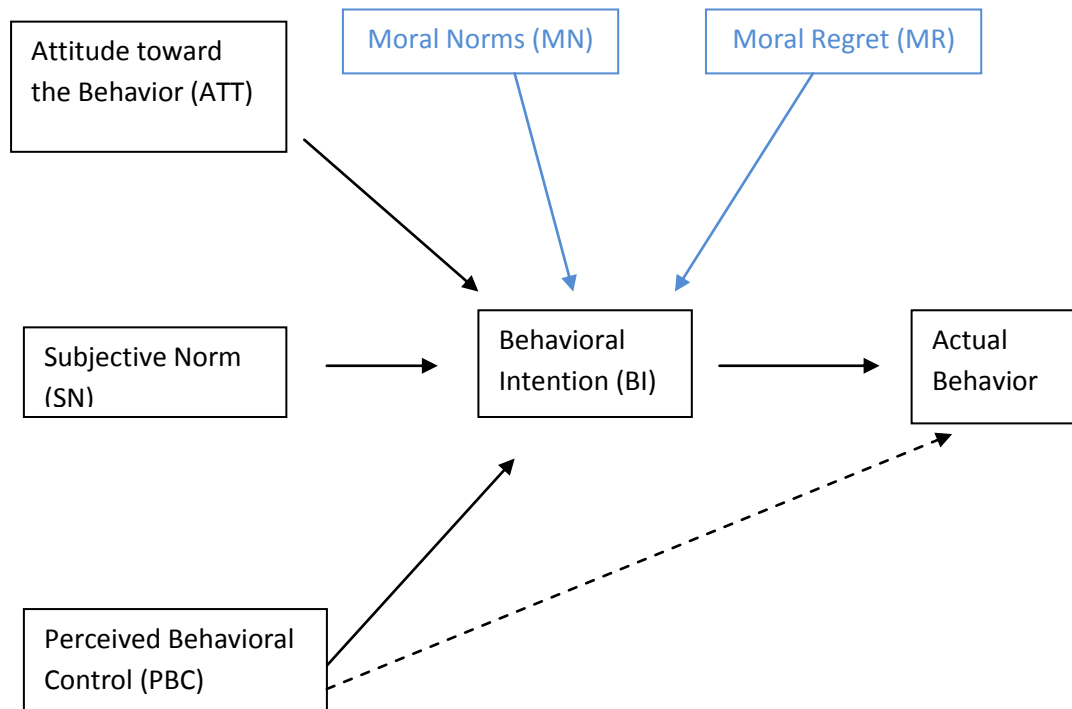 Attitude toward
the Behavior (ATT)
Moral Norms (MN)
Moral Regret (MR)
Subjective Norm
(SN)
Behavioral
Intention (BI)
Actual
Behavior
Perceived Behavioral
Control (PBC)